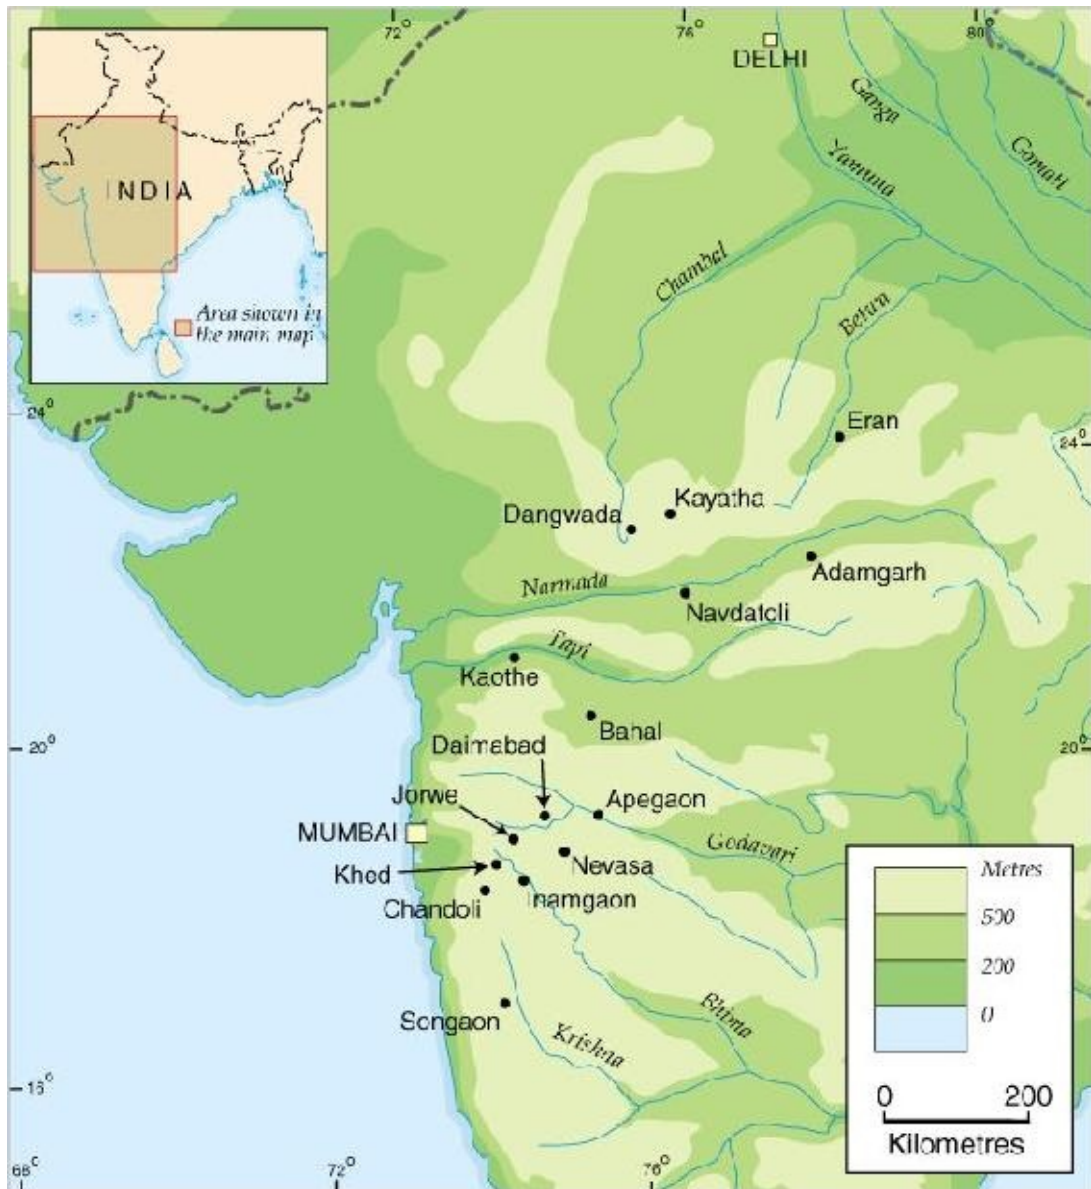 72°
76°
80°
DELHI
Ganga
Gomati
Yamuna
INDIA
Chambal
Betwa
Area shown in
the main map
24°
Eran
24°
Kayatha
Dangwada
Adamgarh
Narmada
Navdatoli
Tapi
Kaothe
Bahal
20°
Daimabad
20°
Jorwe
Apegaon
MUMBAI
Godavari
Nevasa
Khed
Inamgaon
Chandoli
Metres
500
200
0
Songaon
Bhima
Krishna
16°
0 200
Kilometres
68°
72°
76°